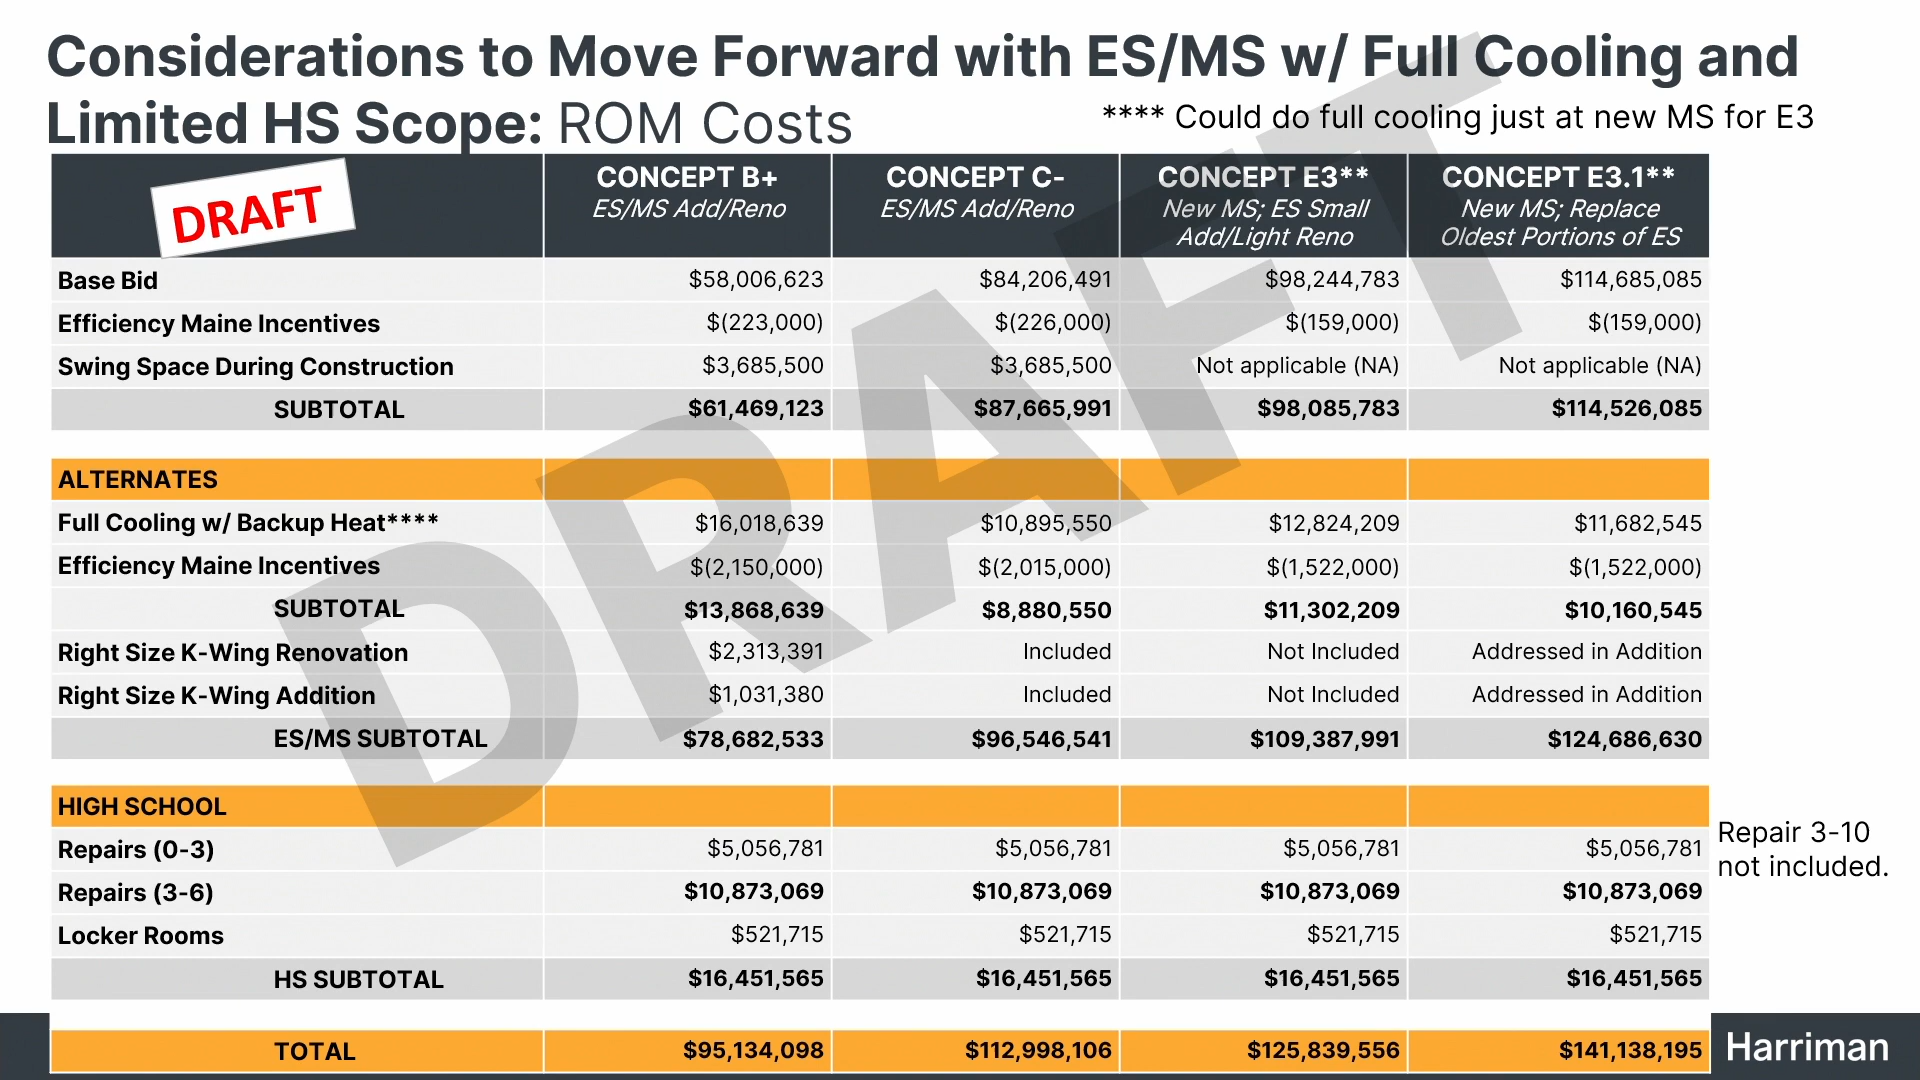 Considerations to Move Forward with ES/MS w/ Full Cooling and
Limited HS Scope: ROM Costs
**** Could do full cooling just at new MS for E3
DRAFT
CONCEPT B+
ES/MS Add/Reno
CONCEPT C-
ES/MS Add/Reno
CONCEPT E3**
New MS; ES Small
Add/Light Reno
CONCEPT E3.1**
New MS; Replace
Oldest Portions of ES
Base Bid $58,006,623 $84,206,491 $98,244,783 $114,685,085
Efficiency Maine Incentives $(223,000) $(226,000) $(159,000) $(159,000)
Swing Space During Construction $3,685,500 $3,685,500 Not applicable (NA) Not applicable (NA)
SUBTOTAL $61,469,123 $87,665,991 $98,085,783 $114,526,085
ALTERNATES
Full Cooling w/ Backup Heat**** $16,018,639 $10,895,550 $12,824,209 $11,682,545
Efficiency Maine Incentives $(2,150,000) $(2,015,000) $(1,522,000) $(1,522,000)
SUBTOTAL $13,868,639 $8,880,550 $11,302,209 $10,160,545
Right Size K-Wing Renovation $2,313,391 Included Not Included Addressed in Addition
Right Size K-Wing Addition $1,031,380 Included Not Included Addressed in Addition
ES/MS SUBTOTAL $78,682,533 $96,546,541 $109,387,991 $124,686,630
HIGH SCHOOL
Repairs (0-3) $5,056,781 $5,056,781 $5,056,781 $5,056,781
Repairs (3-6) $10,873,069 $10,873,069 $10,873,069 $10,873,069
Locker Rooms $521,715 $521,715 $521,715 $521,715
HS SUBTOTAL $16,451,565 $16,451,565 $16,451,565 $16,451,565
TOTAL $95,134,098 $112,998,106 $125,839,556 $141,138,195
Repair 3-10
not included.
Harriman
DRAFT